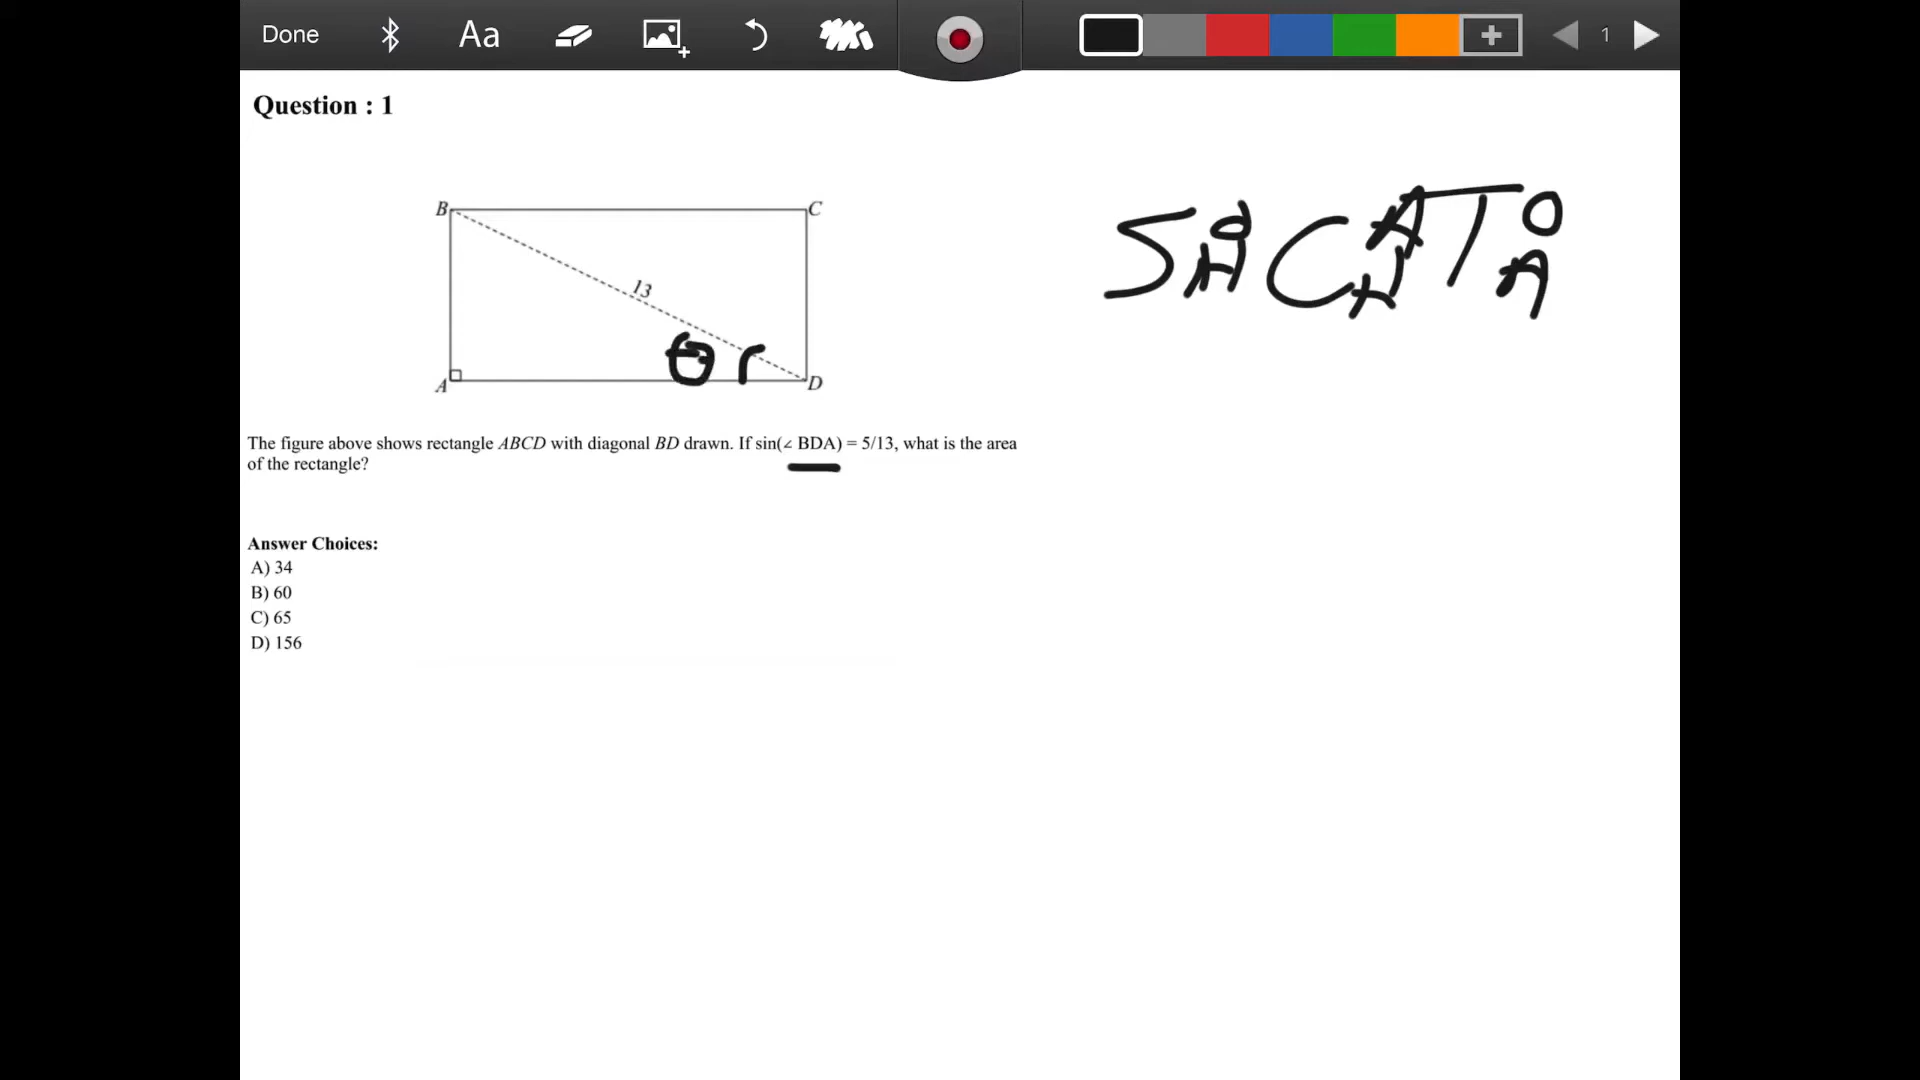 Done Aa 1
Question : 1
B C
13
θ
A D
S O/H C A/H T O/A
The figure above shows rectangle ABCD with diagonal BD drawn. If sin(∠ BDA) = 5/13, what is the area
of the rectangle?
Answer Choices:
A) 34
B) 60
C) 65
D) 156